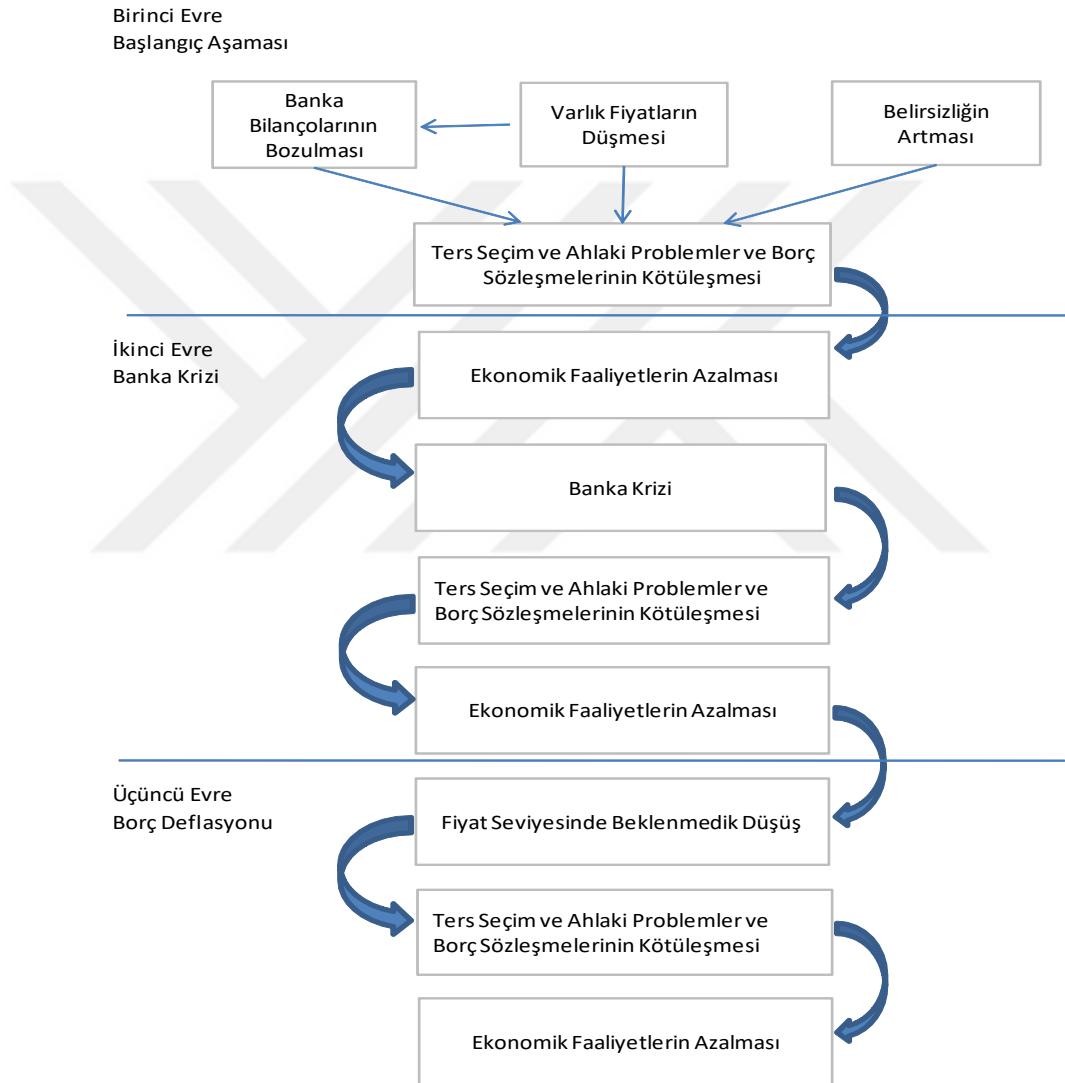 Birinci Evre
Başlangıç Aşaması
Banka
Bilançolarının
Bozulması
Varlık Fiyatların
Düşmesi
Belirsizliğin
Artması
Ters Seçim ve Ahlaki Problemler ve Borç
Sözleşmelerinin Kötüleşmesi
İkinci Evre
Banka Krizi
Ekonomik Faaliyetlerin Azalması
Banka Krizi
Ters Seçim ve Ahlaki Problemler ve
Borç Sözleşmelerinin Kötüleşmesi
Ekonomik Faaliyetlerin Azalması
Üçüncü Evre
Borç Deflasyonu
Fiyat Seviyesinde Beklenmedik Düşüş
Ters Seçim ve Ahlaki Problemler ve
Borç Sözleşmelerinin Kötüleşmesi
Ekonomik Faaliyetlerin Azalması